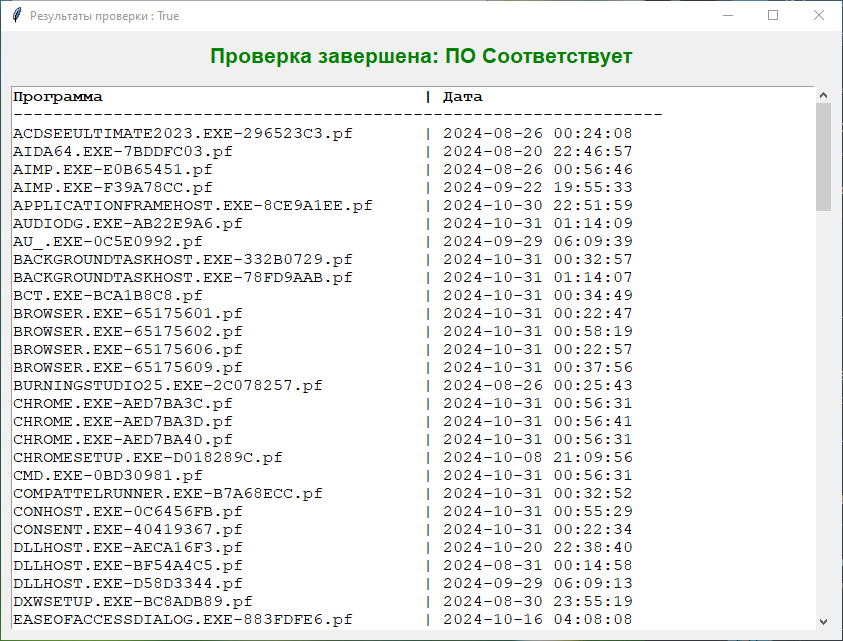 Результаты проверки : True
Проверка завершена: ПО Соответствует
Программа | Дата
-----------------------------------------------------------------
ACDSEEULTIMATE2023.EXE-296523C3.pf | 2024-08-26 00:24:08
AIDA64.EXE-7BDDFC03.pf | 2024-08-20 22:46:57
AIMP.EXE-E0B65451.pf | 2024-08-26 00:56:46
AIMP.EXE-F39A78CC.pf | 2024-09-22 19:55:33
APPLICATIONFRAMEHOST.EXE-8CE9A1EE.pf | 2024-10-30 22:51:59
AUDIODG.EXE-AB22E9A6.pf | 2024-10-31 01:14:09
AU_.EXE-0C5E0992.pf | 2024-09-29 06:09:39
BACKGROUNDTASKHOST.EXE-332B0729.pf | 2024-10-31 00:32:57
BACKGROUNDTASKHOST.EXE-78FD9AAB.pf | 2024-10-31 01:14:07
BCT.EXE-BCA1B8C8.pf | 2024-10-31 00:34:49
BROWSER.EXE-65175601.pf | 2024-10-31 00:22:47
BROWSER.EXE-65175602.pf | 2024-10-31 00:58:19
BROWSER.EXE-65175606.pf | 2024-10-31 00:22:57
BROWSER.EXE-65175609.pf | 2024-10-31 00:37:56
BURNINGSTUDIO25.EXE-2C078257.pf | 2024-08-26 00:25:43
CHROME.EXE-AED7BA3C.pf | 2024-10-31 00:56:31
CHROME.EXE-AED7BA3D.pf | 2024-10-31 00:56:41
CHROME.EXE-AED7BA40.pf | 2024-10-31 00:56:31
CHROMESETUP.EXE-D018289C.pf | 2024-10-08 21:09:56
CMD.EXE-0BD30981.pf | 2024-10-31 00:56:31
COMPATTELRUNNER.EXE-B7A68ECC.pf | 2024-10-31 00:32:52
CONHOST.EXE-0C6456FB.pf | 2024-10-31 00:55:29
CONSENT.EXE-40419367.pf | 2024-10-31 00:22:34
DLLHOST.EXE-AECA16F3.pf | 2024-10-20 22:38:40
DLLHOST.EXE-BF54A4C5.pf | 2024-08-31 00:14:58
DLLHOST.EXE-D58D3344.pf | 2024-09-29 06:09:13
DXWSETUP.EXE-BC8ADB89.pf | 2024-08-30 23:55:19
EASEOFACCESSDIALOG.EXE-883FDFE6.pf | 2024-10-16 04:08:08